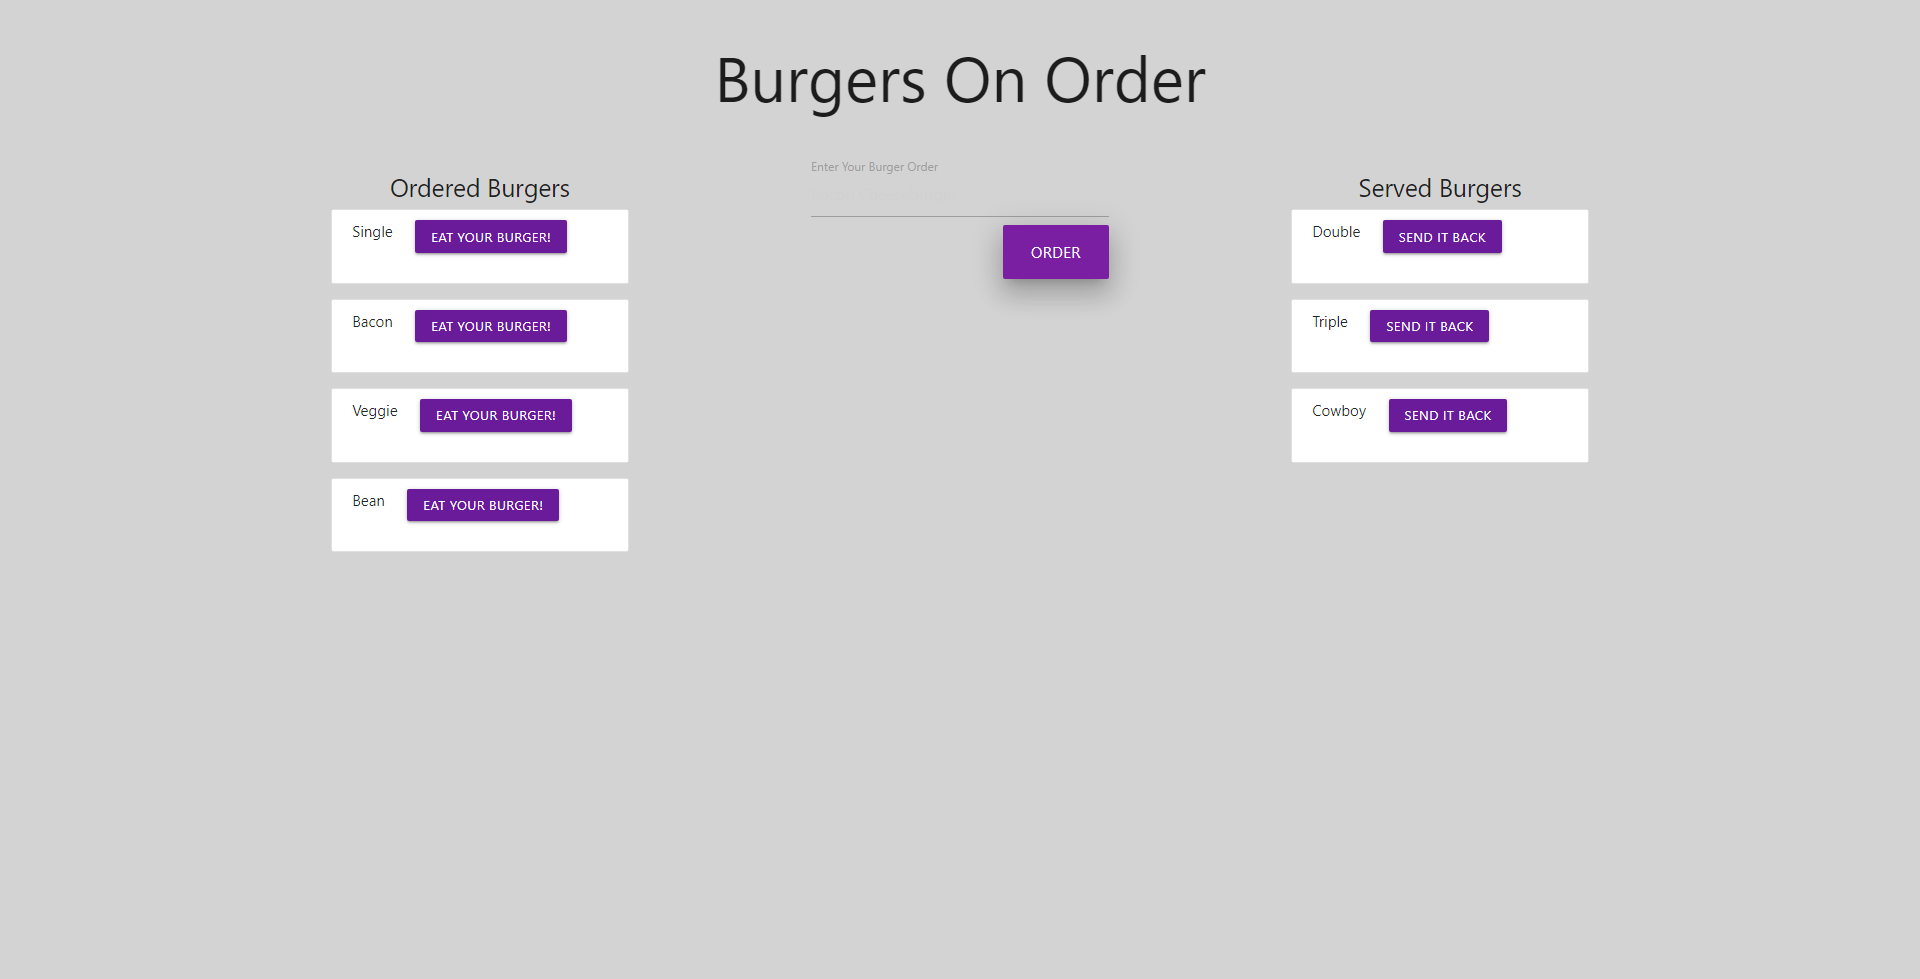 Burgers On Order
Ordered Burgers
Single EAT YOUR BURGER!
Bacon EAT YOUR BURGER!
Veggie EAT YOUR BURGER!
Bean EAT YOUR BURGER!
Enter Your Burger Order
ORDER
Served Burgers
Double SEND IT BACK
Triple SEND IT BACK
Cowboy SEND IT BACK